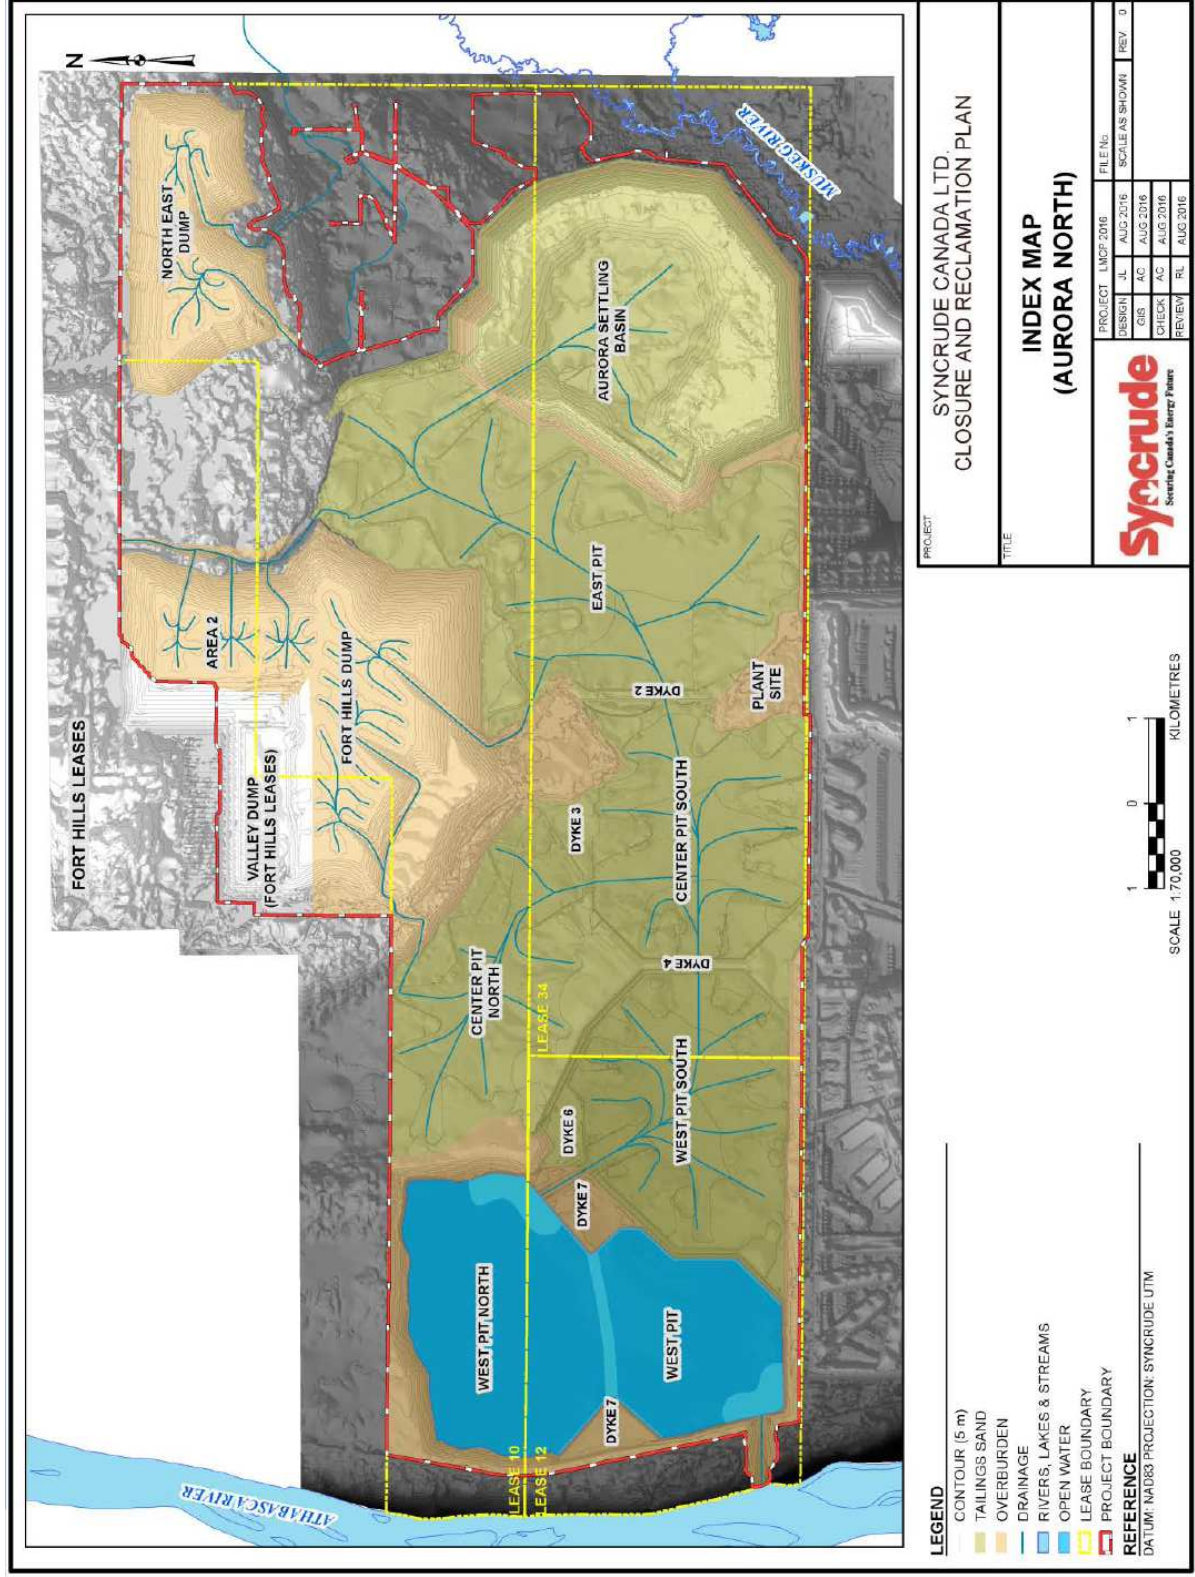 N
FORT HILLS LEASES
NORTH EAST
DUMP
AREA 2
VALLEY DUMP
(FORT HILLS LEASES)
FORT HILLS DUMP
MUSKEG RIVER
AURORA SETTLING
BASIN
EAST PIT
DYKE 2
PLANT
SITE
DYKE 3
CENTER PIT SOUTH
DYKE 4
CENTER PIT
NORTH
LEASE 34
WEST PIT SOUTH
DYKE 6
DYKE 7
WEST PIT NORTH
WEST PIT
DYKE 7
LEASE 10
LEASE 12
ATHABASCA RIVER
LEGEND
CONTOUR (5 m)
TAILINGS SAND
OVERBURDEN
DRAINAGE
RIVERS, LAKES & STREAMS
OPEN WATER
LEASE BOUNDARY
PROJECT BOUNDARY
REFERENCE
DATUM: NAD83 PROJECTION: SYNCRUDE UTM
1 0 1
SCALE 1:70,000 KILOMETRES
PROJECT
SYNCRUDE CANADA LTD.
CLOSURE AND RECLAMATION PLAN
TITLE
INDEX MAP
(AURORA NORTH)
Syncrude
Securing Canada's Energy Future
PROJECT LMCP 2016 FILE No.
DESIGN JL AUG 2016 SCALE AS SHOWN REV 0
GIS AC AUG 2016
CHECK AC AUG 2016
REVIEW RL AUG 2016